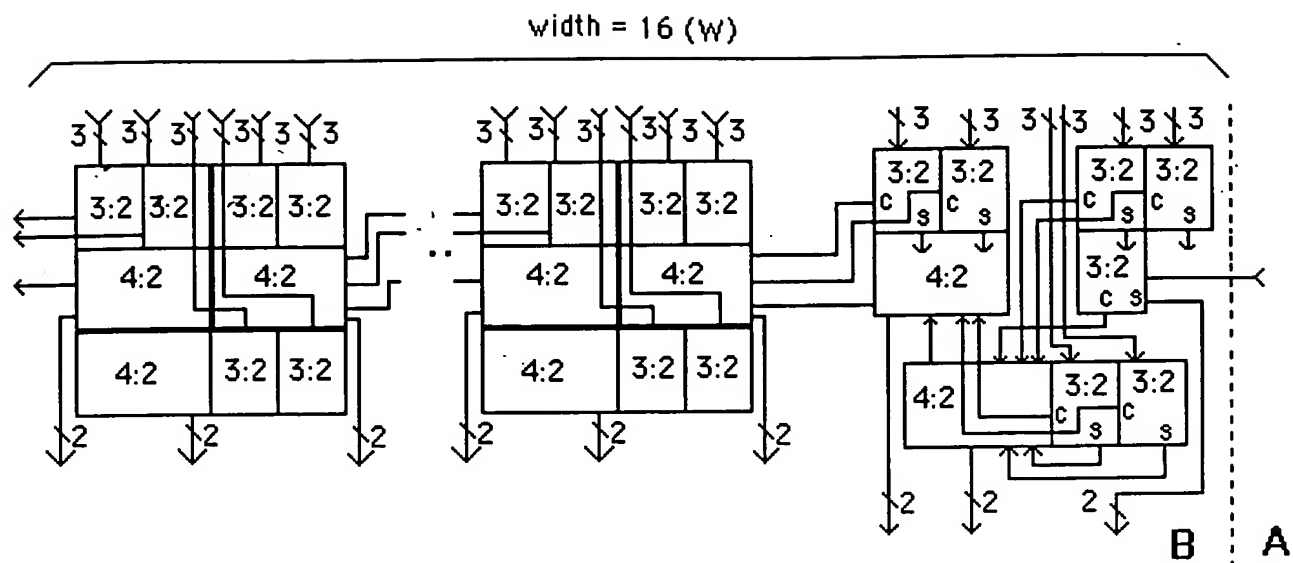 width = 16 (W)
3 3 3 3 3 3 3 3 3 3 3 3 3 3 3 3 3 3
3:2 3:2 3:2 3:2 3:2 3:2 3:2 3:2 3:2 3:2 3:2 3:2
C S C S C S C S
4:2 4:2 4:2 4:2 4:2 3:2
C S
4:2 3:2 3:2 4:2 3:2 3:2 4:2 3:2 3:2
C S C S
2 2 2 2 2 2 2 2 2
B A